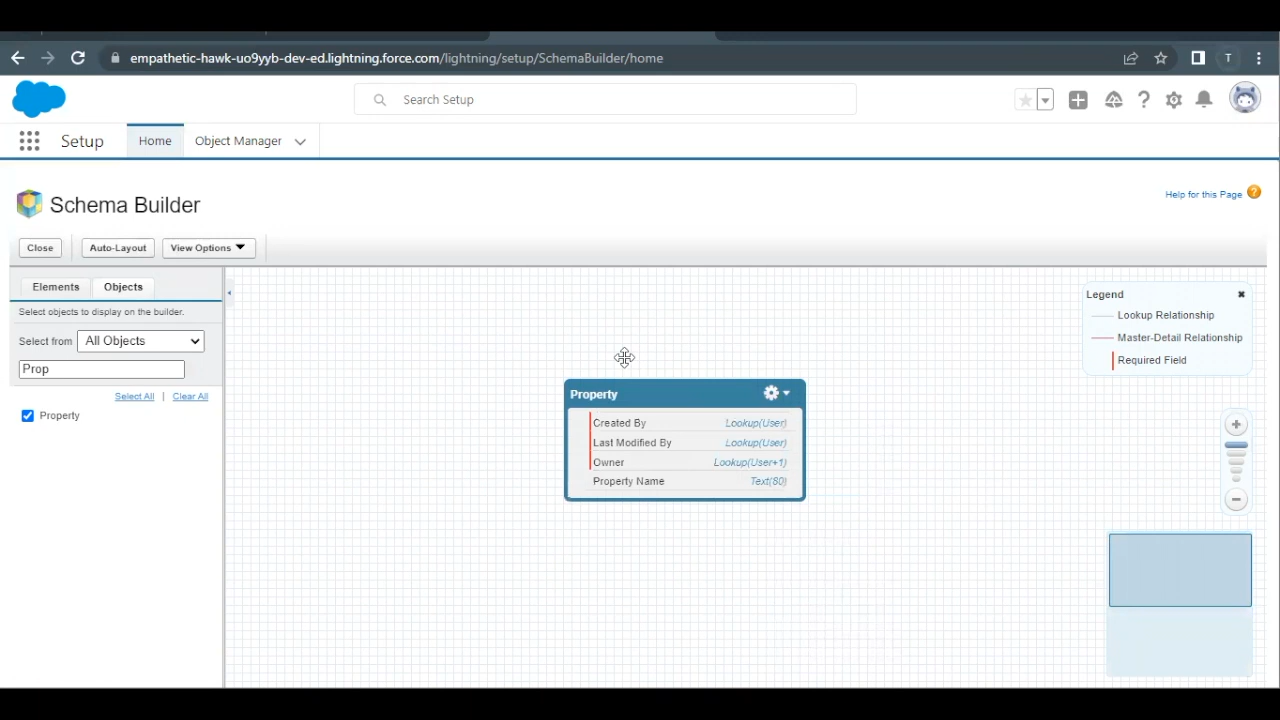 empathetic-hawk-uo9yyb-dev-ed.lightning.force.com/lightning/setup/SchemaBuilder/home
T
Search Setup
Setup
Home
Object Manager
Schema Builder
Help for this Page ?
Close
Auto-Layout
View Options
Elements
Objects
Select objects to display on the builder.
Select from All Objects
Prop
Select All | Clear All
Property
Property
Created By Lookup(User)
Last Modified By Lookup(User)
Owner Lookup(User+1)
Property Name Text(80)
Legend
Lookup Relationship
Master-Detail Relationship
Required Field